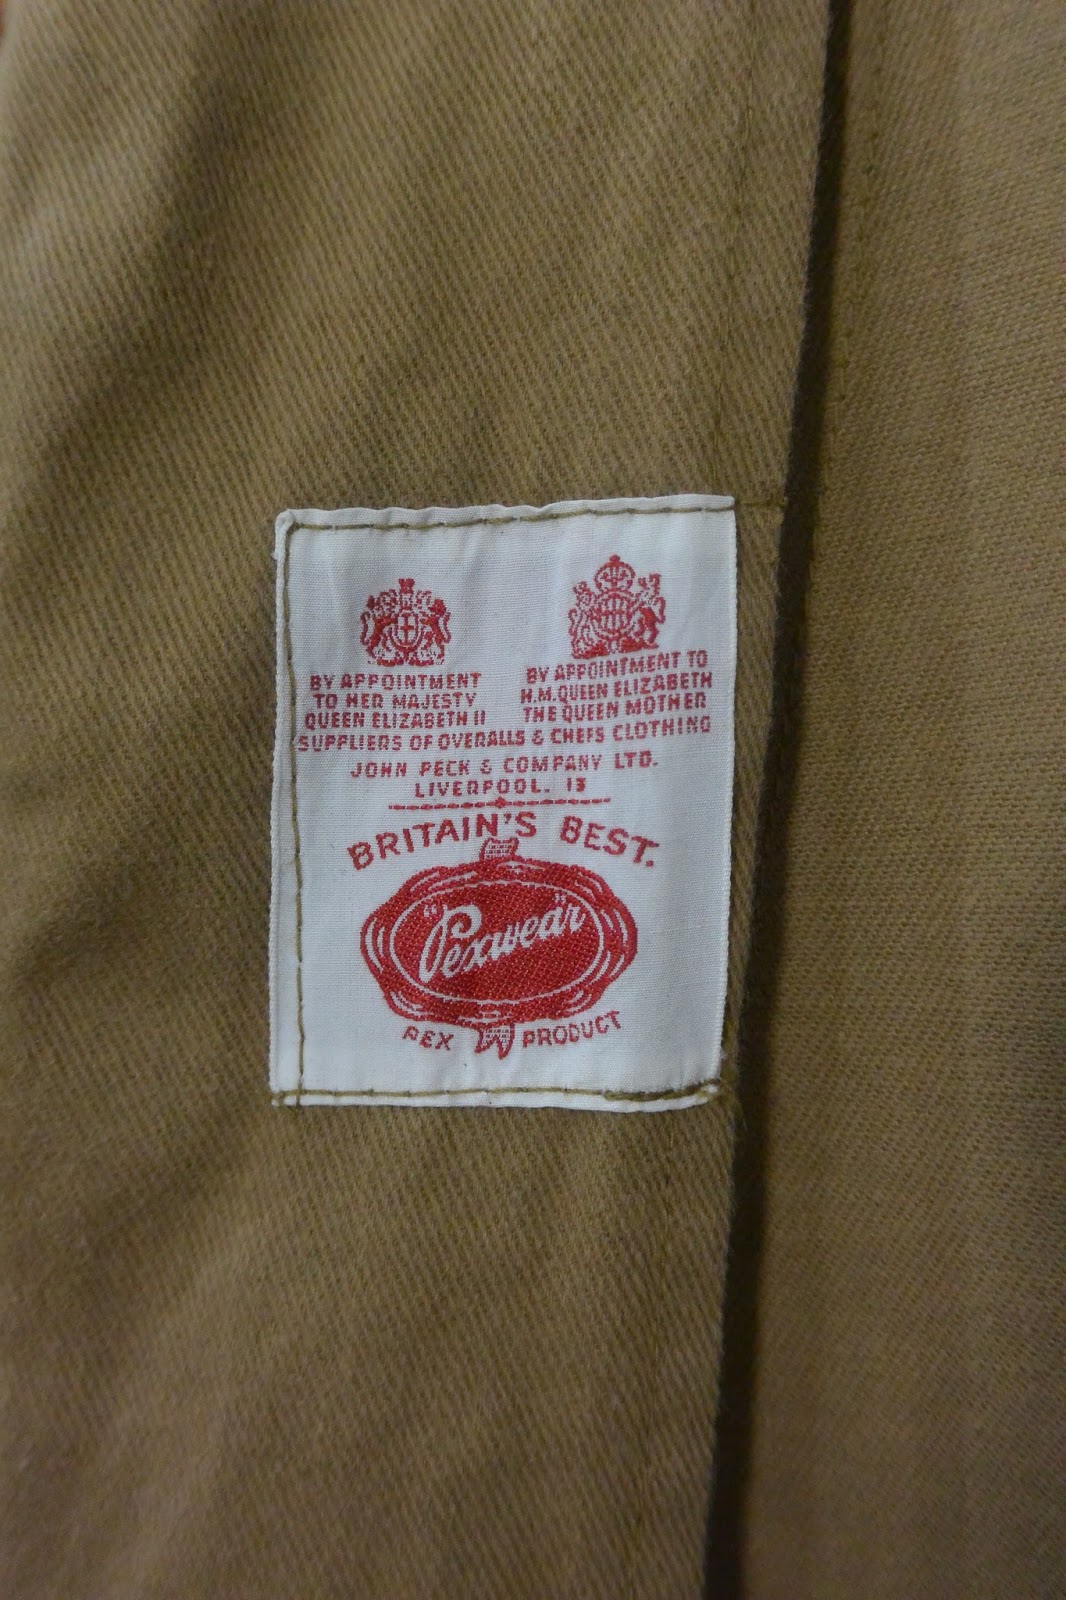 BY APPOINTMENT
TO HER MAJESTY
QUEEN ELIZABETH II
BY APPOINTMENT TO
H.M. QUEEN ELIZABETH
THE QUEEN MOTHER
SUPPLIERS OF OVERALLS & CHEFS CLOTHING
JOHN PECK & COMPANY LTD.
LIVERPOOL. 13
BRITAIN'S BEST.
"Pexwear"
PEX PRODUCT